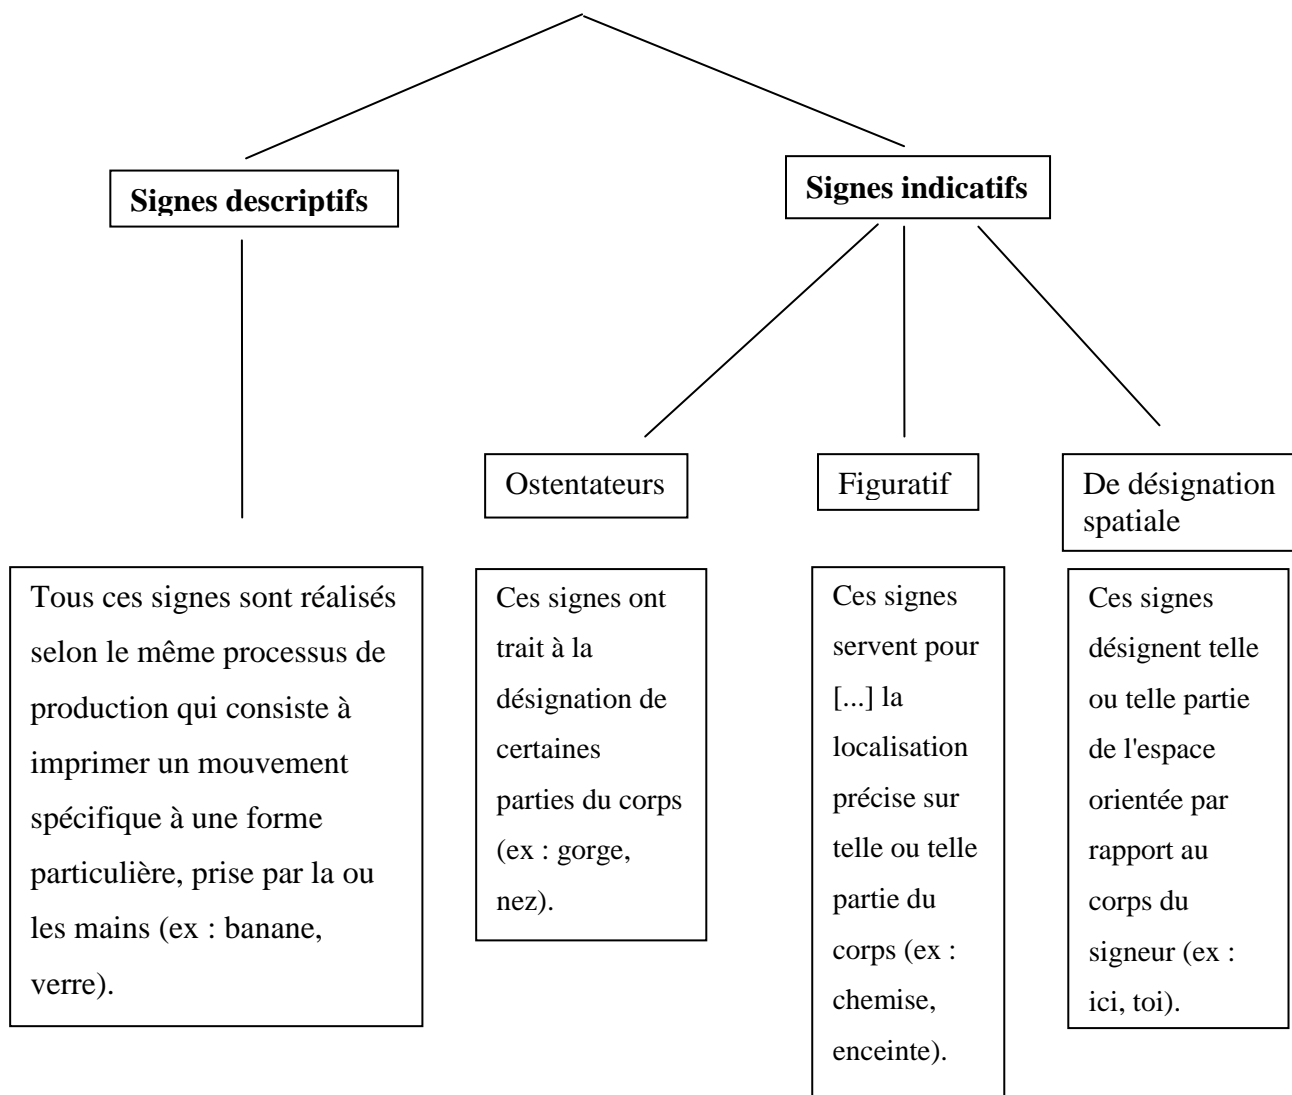 Signes descriptifs
Signes indicatifs
Ostentateurs
Figuratif
De désignation
spatiale
Tous ces signes sont réalisés
selon le même processus de
production qui consiste à
imprimer un mouvement
spécifique à une forme
particulière, prise par la ou
les mains (ex : banane,
verre).
Ces signes ont
trait à la
désignation de
certaines
parties du corps
(ex : gorge,
nez).
Ces signes
servent pour
[...] la
localisation
précise sur
telle ou telle
partie du
corps (ex :
chemise,
enceinte).
Ces signes
désignent telle
ou telle partie
de l'espace
orientée par
rapport au
corps du
signeur (ex :
ici, toi).